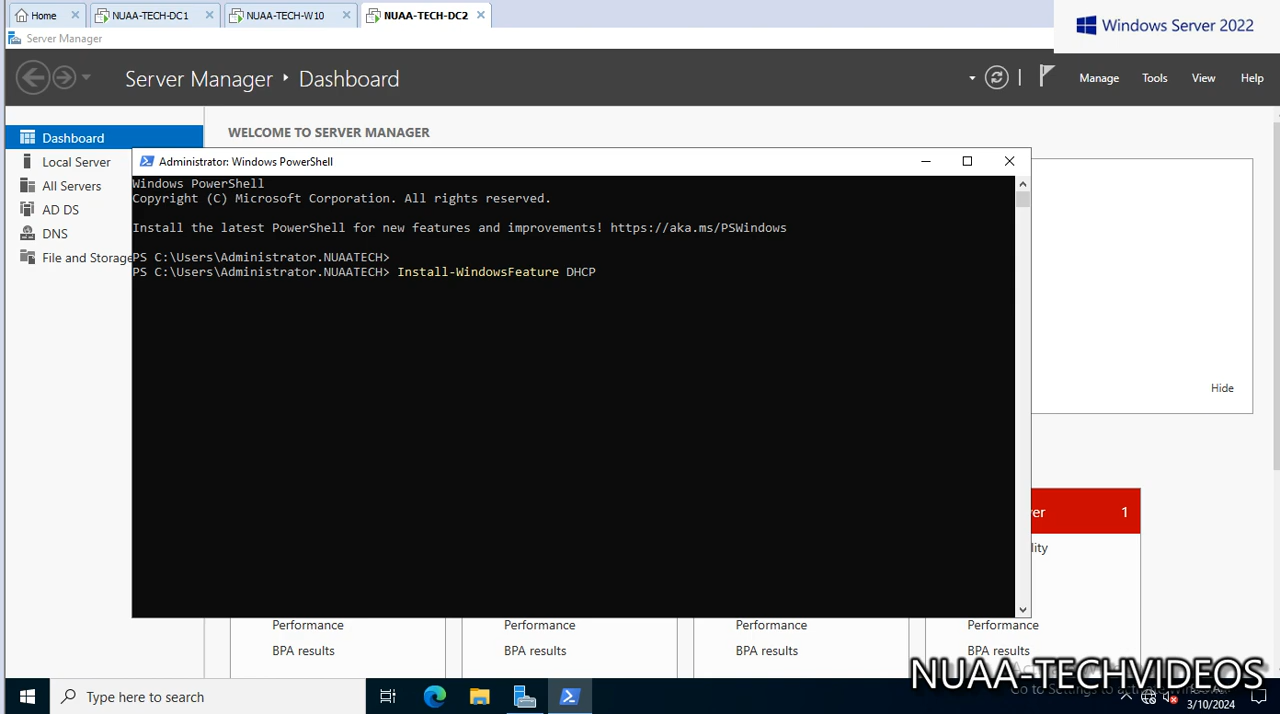 Home
NUAA-TECH-DC1
NUAA-TECH-W10
NUAA-TECH-DC2
Windows Server 2022
Server Manager
Server Manager
Dashboard
Manage
Tools
View
Help
Dashboard
Local Server
All Servers
AD DS
DNS
File and Storage
WELCOME TO SERVER MANAGER
Administrator: Windows PowerShell
Windows PowerShell
Copyright (C) Microsoft Corporation. All rights reserved.
Install the latest PowerShell for new features and improvements! https://aka.ms/PSWindows
PS C:\Users\Administrator.NUAATECH>
PS C:\Users\Administrator.NUAATECH> Install-WindowsFeature DHCP
Hide
1
Performance
BPA results
Performance
BPA results
Performance
BPA results
Performance
BPA results
NUAA-TECHVIDEOS
Type here to search
3/10/2024